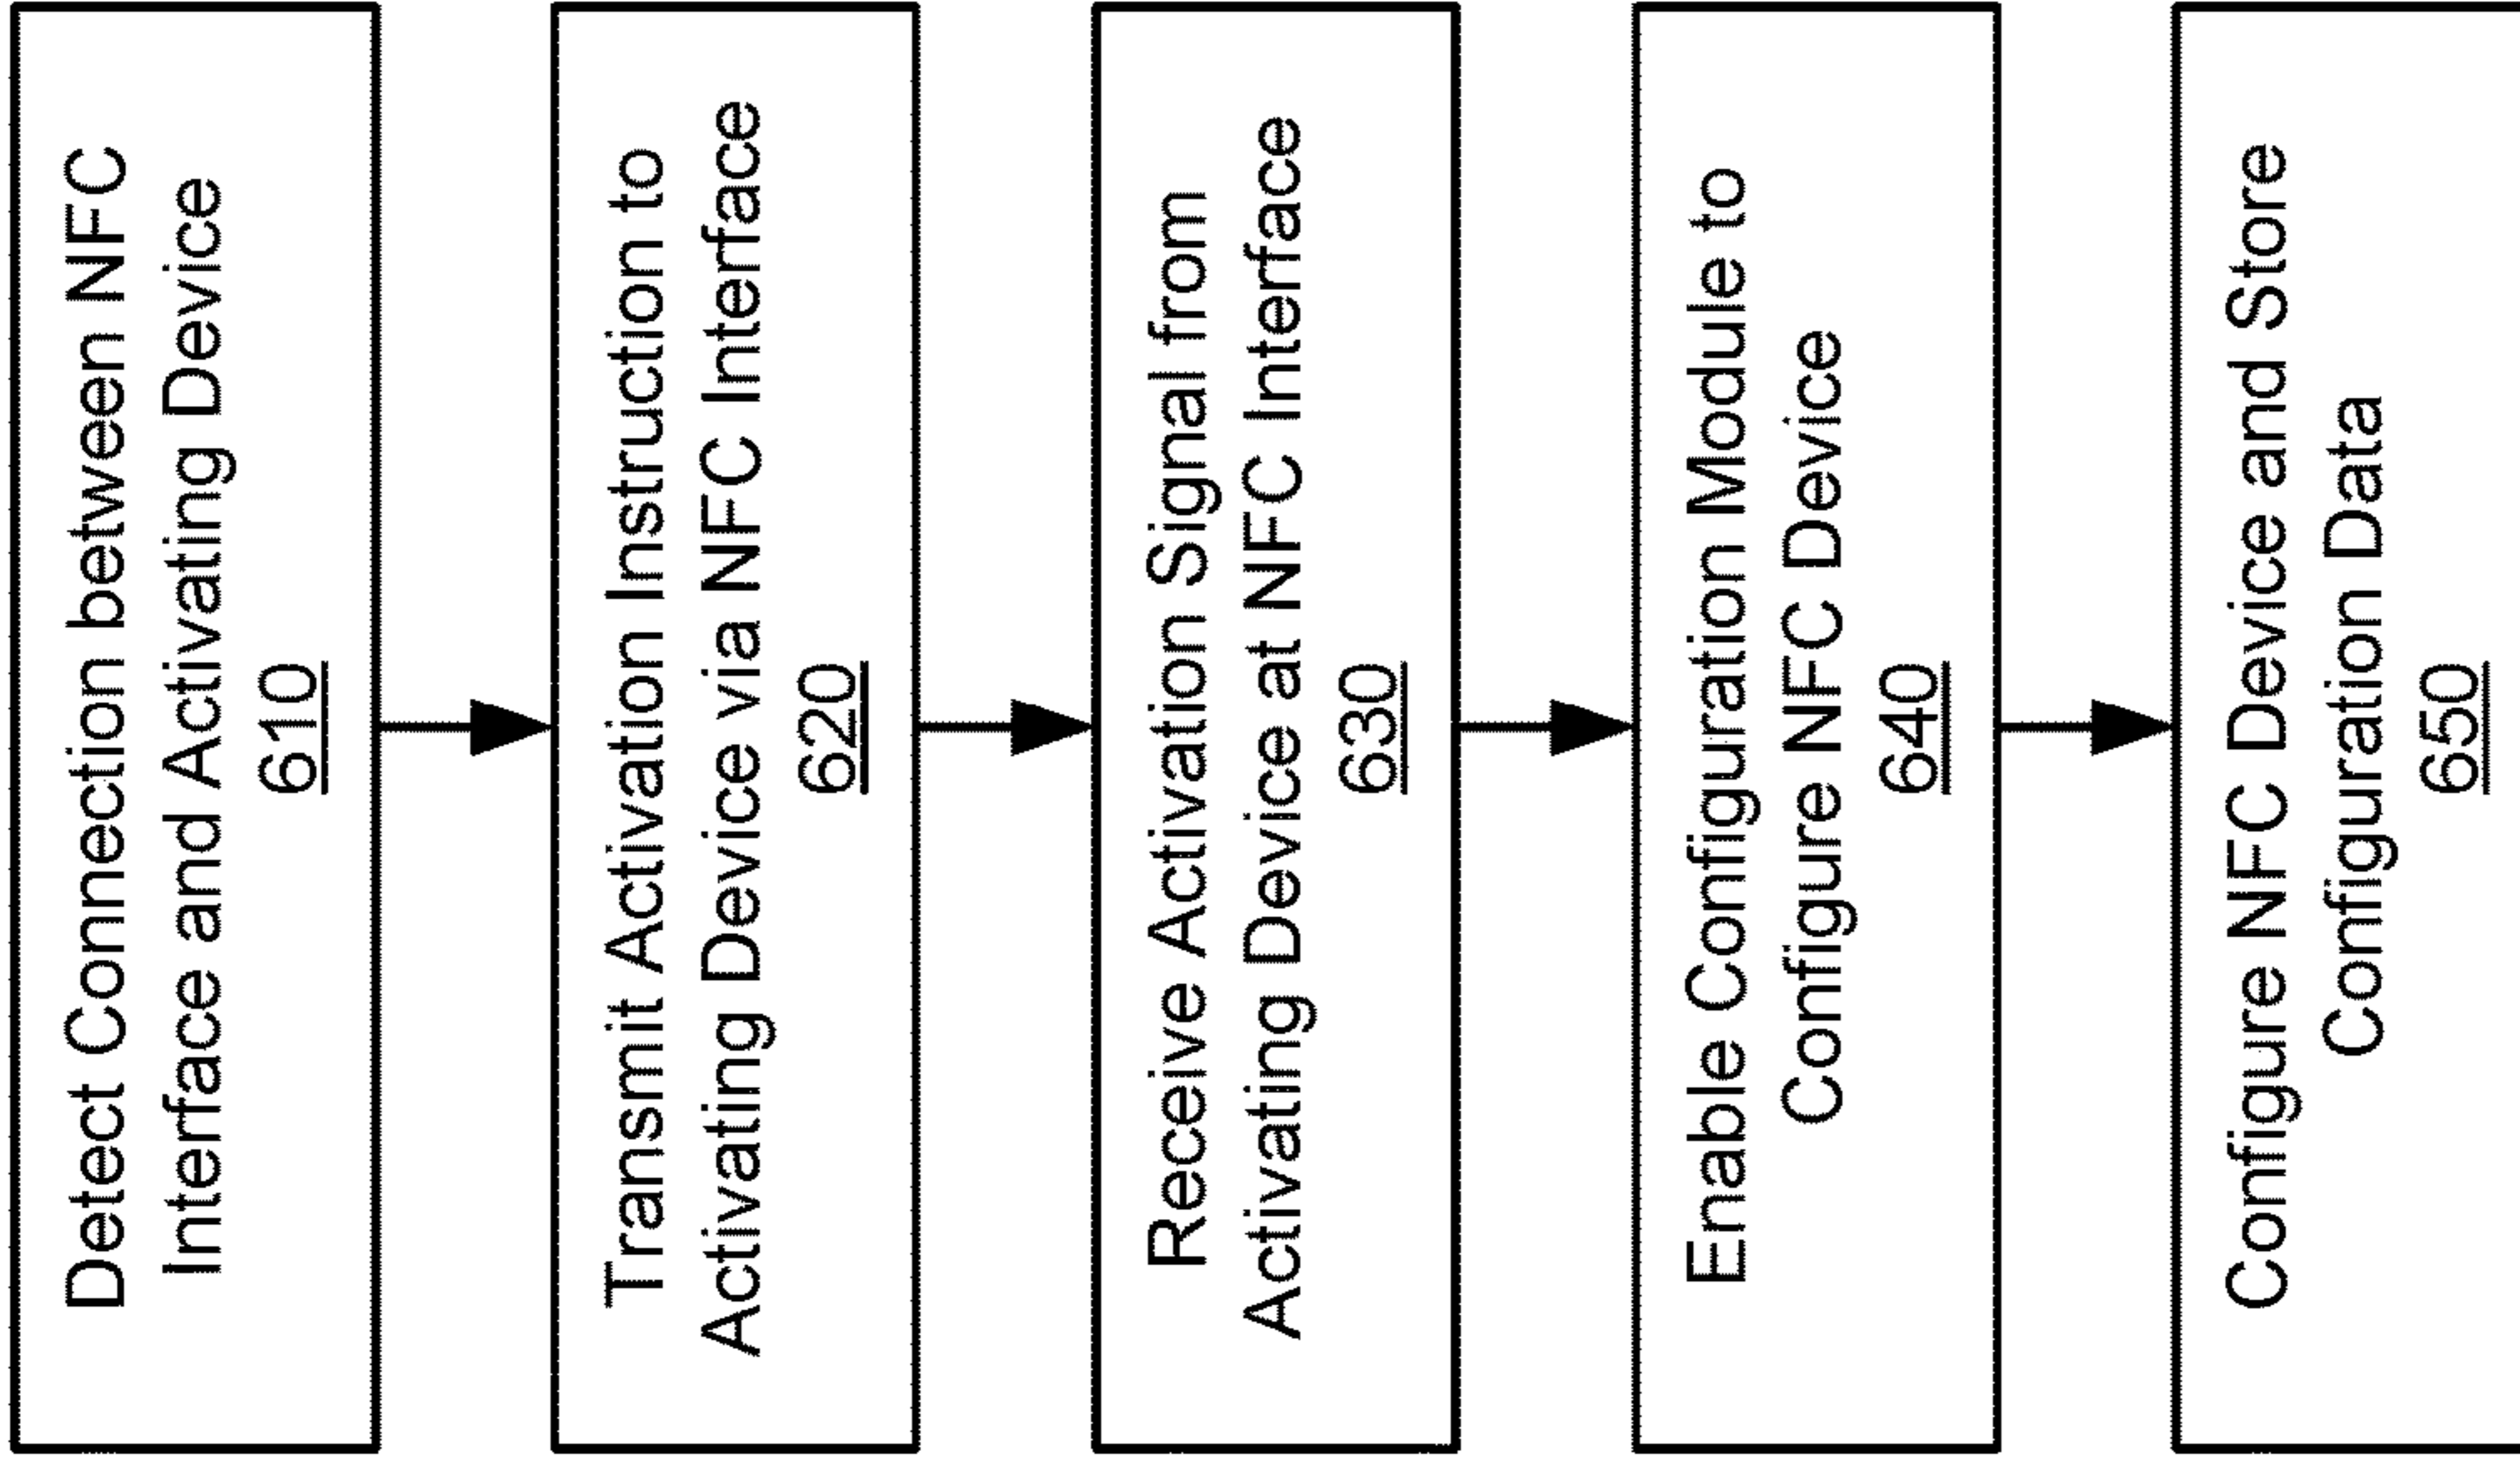 Detect Connection between NFC
Interface and Activating Device
610
Transmit Activation Instruction to
Activating Device via NFC Interface
620
Receive Activation Signal from
Activating Device at NFC Interface
630
Enable Configuration Module to
Configure NFC Device
640
Configure NFC Device and Store
Configuration Data
650